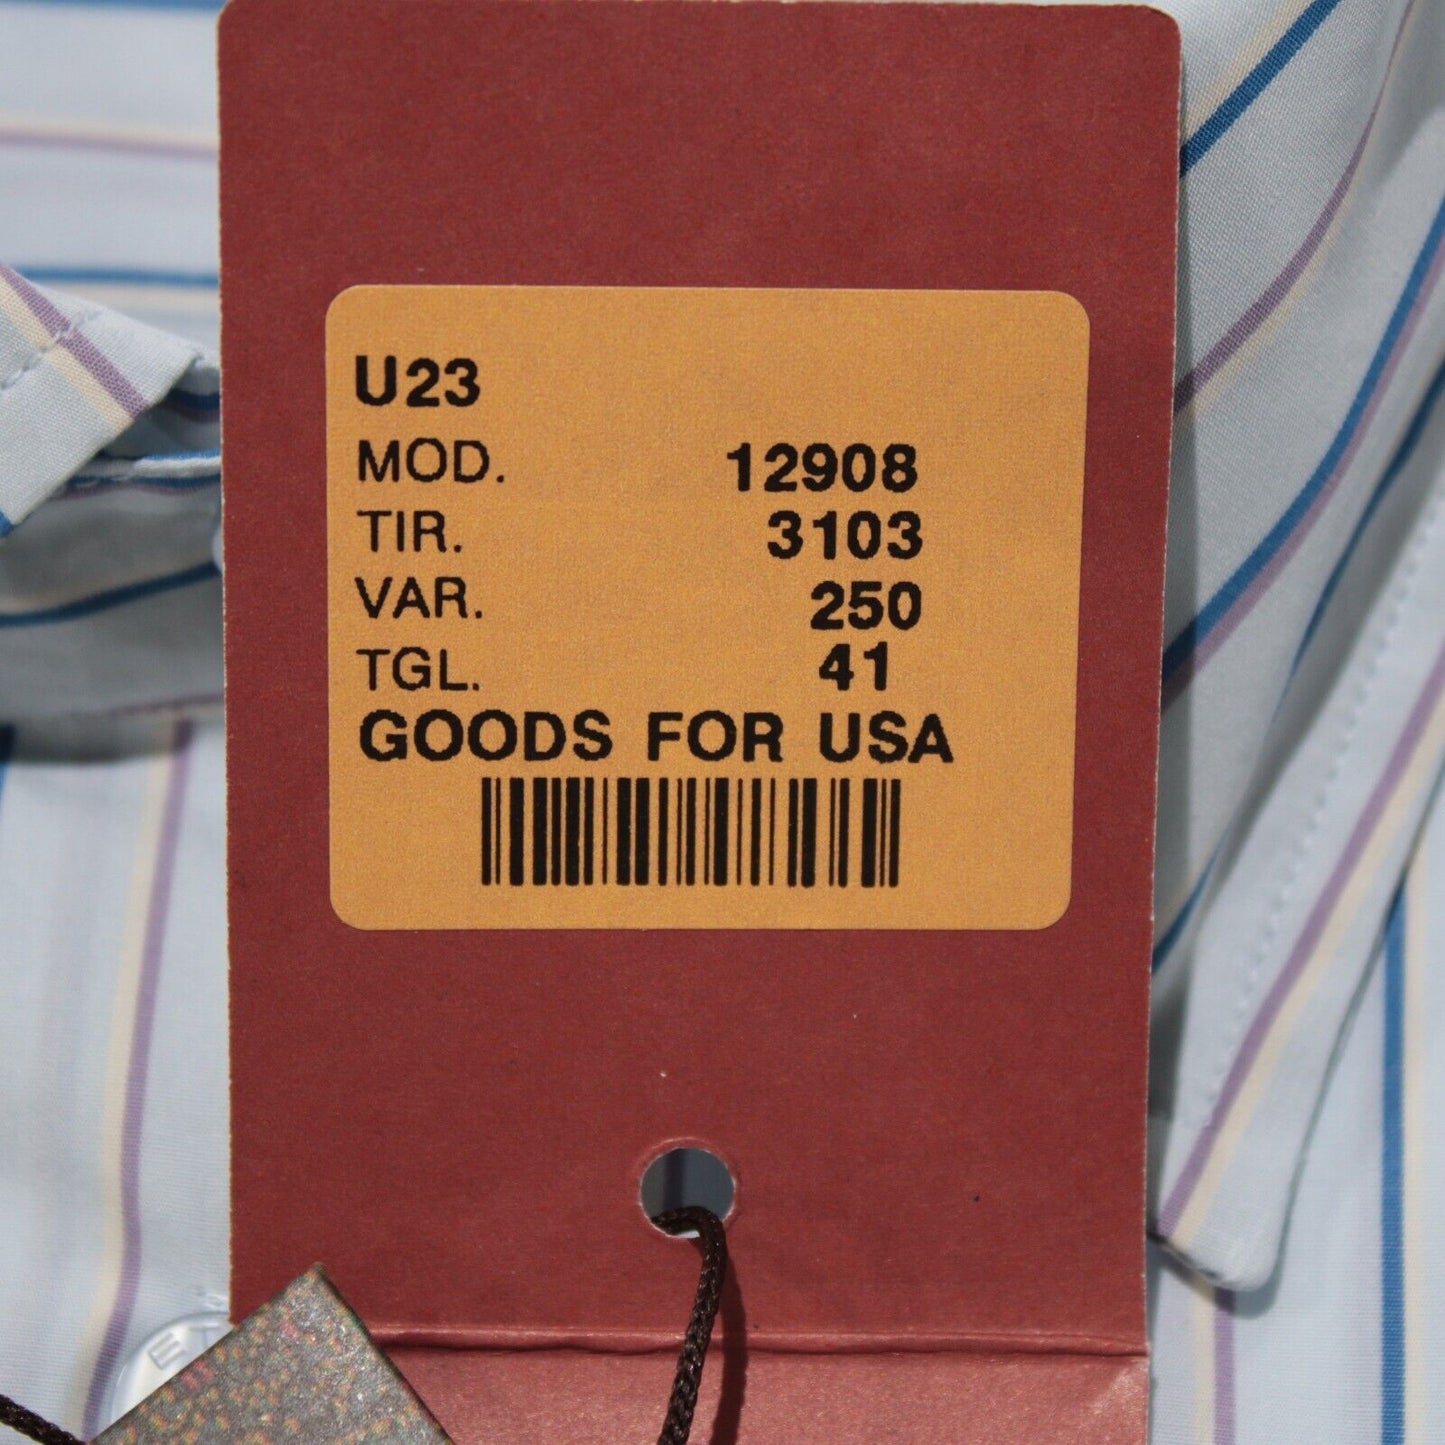 U23
MOD. 12908
TIR. 3103
VAR. 250
TGL. 41
GOODS FOR USA